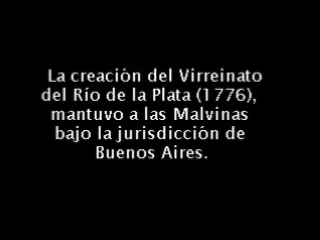 La creación del Virreinato
del Río de la Plata (1776),
mantuvo a las Malvinas
bajo la jurisdicción de
Buenos Aires.